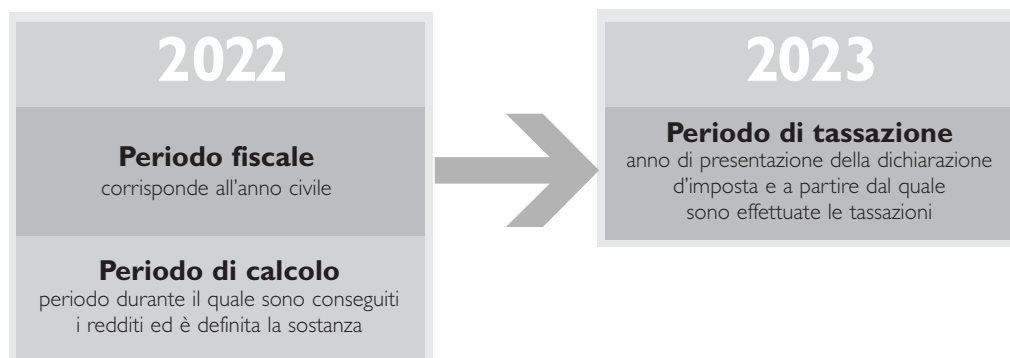 2022
Periodo fiscale
corrisponde all'anno civile
Periodo di calcolo
periodo durante il quale sono conseguiti
i redditi ed è definita la sostanza
2023
Periodo di tassazione
anno di presentazione della dichiarazione
d'imposta e a partire dal quale
sono effettuate le tassazioni